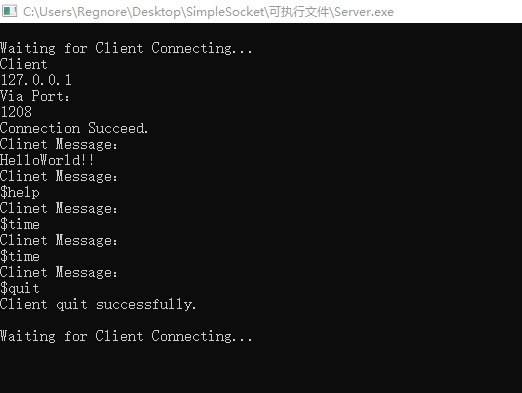 C:\Users\Regnore\Desktop\SimpleSocket\可执行文件\Server.exe
Waiting for Client Connecting...
Client
127.0.0.1
Via Port:
1208
Connection Succeed.
Clinet Message:
HelloWorld!!
Clinet Message:
$help
Clinet Message:
$time
Clinet Message:
$time
Clinet Message:
$quit
Client quit successfully.
Waiting for Client Connecting...